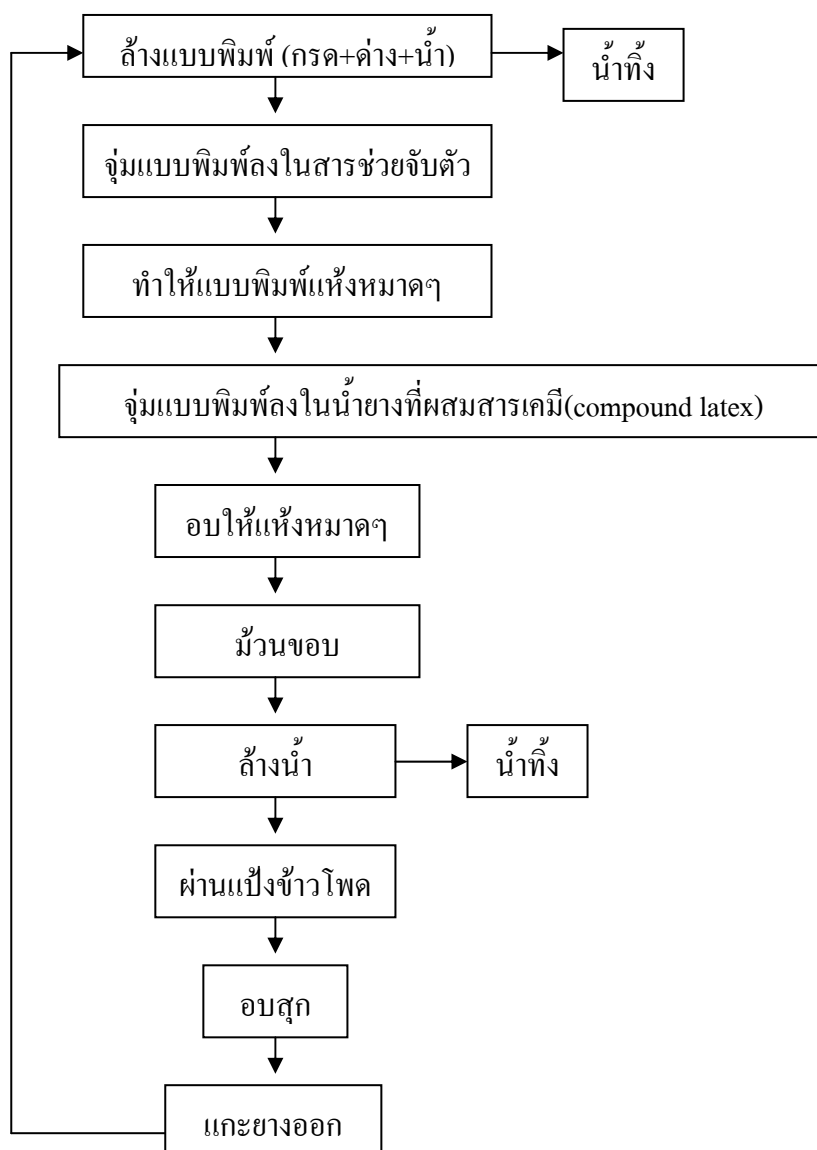 ล้างแบบพิมพ์ (กรด+ด่าง+น้ำ)
น้ำทิ้ง
จุ่มแบบพิมพ์ลงในสารช่วยจับตัว
ทำให้แบบพิมพ์แห้งหมาดๆ
จุ่มแบบพิมพ์ลงในน้ำยางที่ผสมสารเคมี(compound latex)
อบให้แห้งหมาดๆ
ม้วนขอบ
ล้างน้ำ
น้ำทิ้ง
ผ่านแป้งข้าวโพด
อบสุก
แกะยางออก